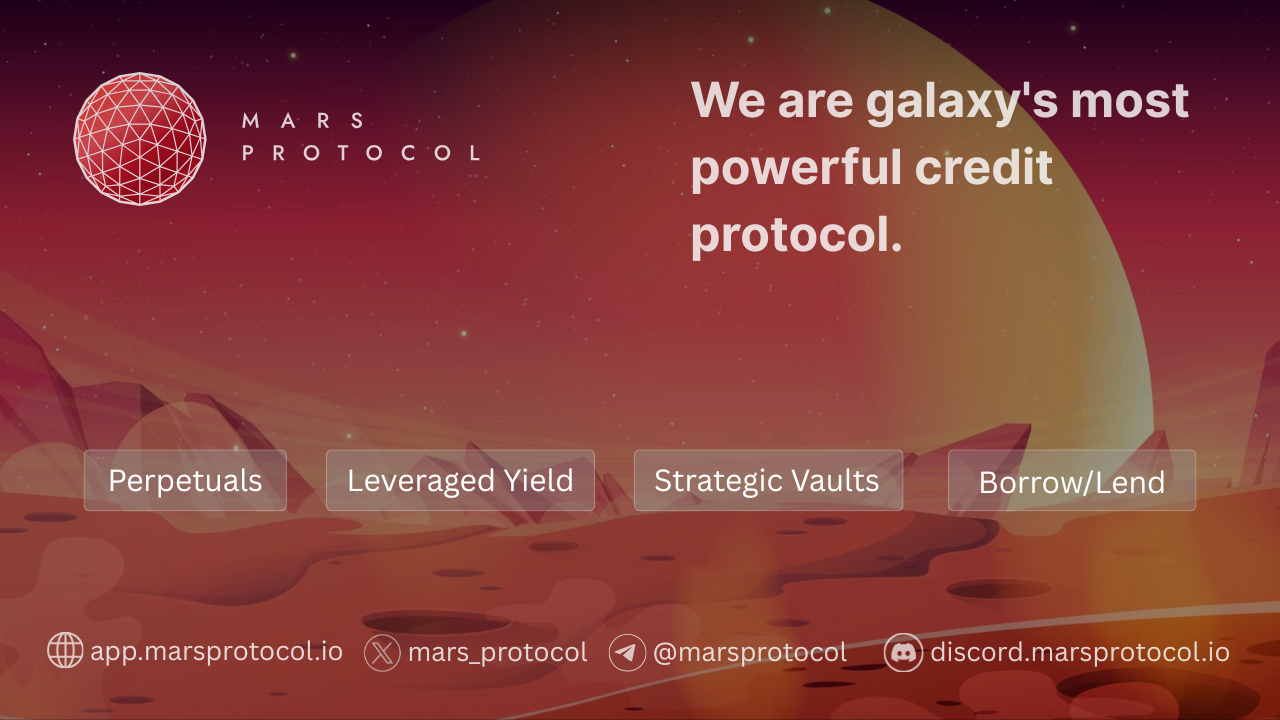 MARS
PROTOCOL
We are galaxy's most
powerful credit
protocol.
Perpetuals
Leveraged Yield
Strategic Vaults
Borrow/Lend
app.marsprotocol.io
mars_protocol
@marsprotocol
discord.marsprotocol.io